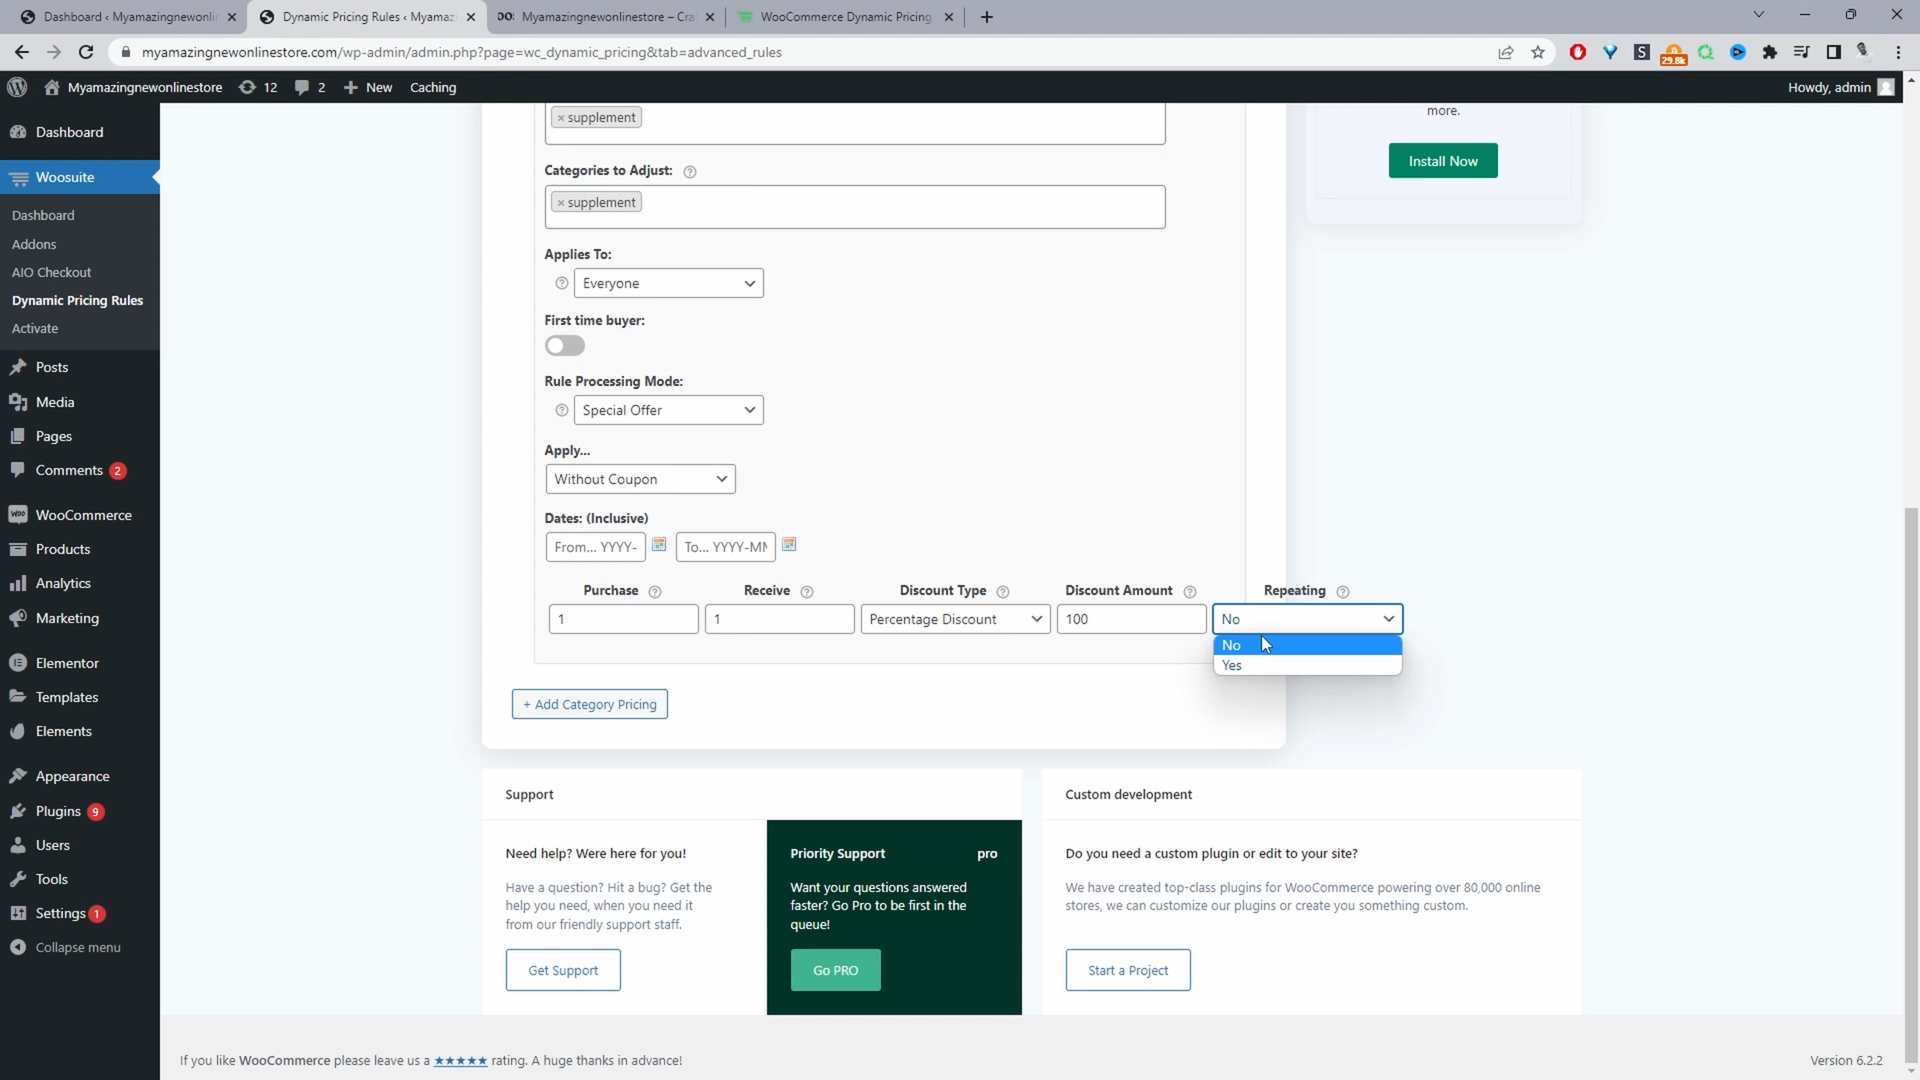 Dashboard ‹ Myamazingnewonlin
Dynamic Pricing Rules ‹ Myamaz
Myamazingnewonlinestore – Cra
WooCommerce Dynamic Pricing
myamazingnewonlinestore.com/wp-admin/admin.php?page=wc_dynamic_pricing&tab=advanced_rules
29.8k
Myamazingnewonlinestore 12 2 New Caching
Howdy, admin
Dashboard
Woosuite
Dashboard
Addons
AIO Checkout
Dynamic Pricing Rules
Activate
Posts
Media
Pages
Comments 2
WooCommerce
Products
Analytics
Marketing
Elementor
Templates
Elements
Appearance
Plugins 9
Users
Tools
Settings 1
Collapse menu
× supplement
Categories to Adjust:
× supplement
Applies To:
Everyone
First time buyer:
Rule Processing Mode:
Special Offer
Apply...
Without Coupon
Dates: (Inclusive)
From... YYYY- To... YYYY-MM
Purchase Receive Discount Type Discount Amount Repeating
1 1 Percentage Discount 100 No
No
Yes
+ Add Category Pricing
more.
Install Now
Support
Need help? Were here for you!
Have a question? Hit a bug? Get the
help you need, when you need it
from our friendly support staff.
Get Support
Priority Support pro
Want your questions answered
faster? Go Pro to be first in the
queue!
Go PRO
Custom development
Do you need a custom plugin or edit to your site?
We have created top-class plugins for WooCommerce powering over 80,000 online
stores, we can customize our plugins or create you something custom.
Start a Project
If you like WooCommerce please leave us a ★★★★★ rating. A huge thanks in advance!
Version 6.2.2